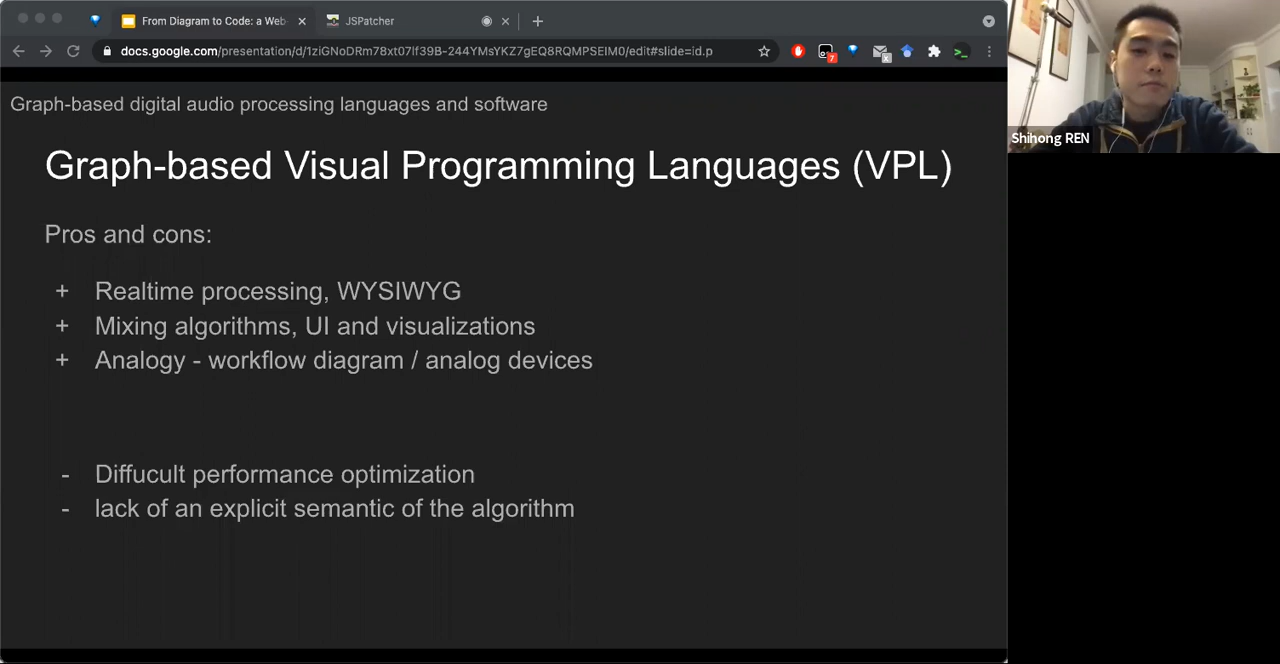 From Diagram to Code: a Web-
JSPatcher
docs.google.com/presentation/d/1ziGNoDRm78xt07lf39B-244YMsYKZ7gEQ8RQMPSEIM0/edit#slide=id.p
7
x
>_
Graph-based digital audio processing languages and software
Graph-based Visual Programming Languages (VPL)
Pros and cons:
+ Realtime processing, WYSIWYG
+ Mixing algorithms, UI and visualizations
+ Analogy - workflow diagram / analog devices
- Diffucult performance optimization
- lack of an explicit semantic of the algorithm
Shihong REN